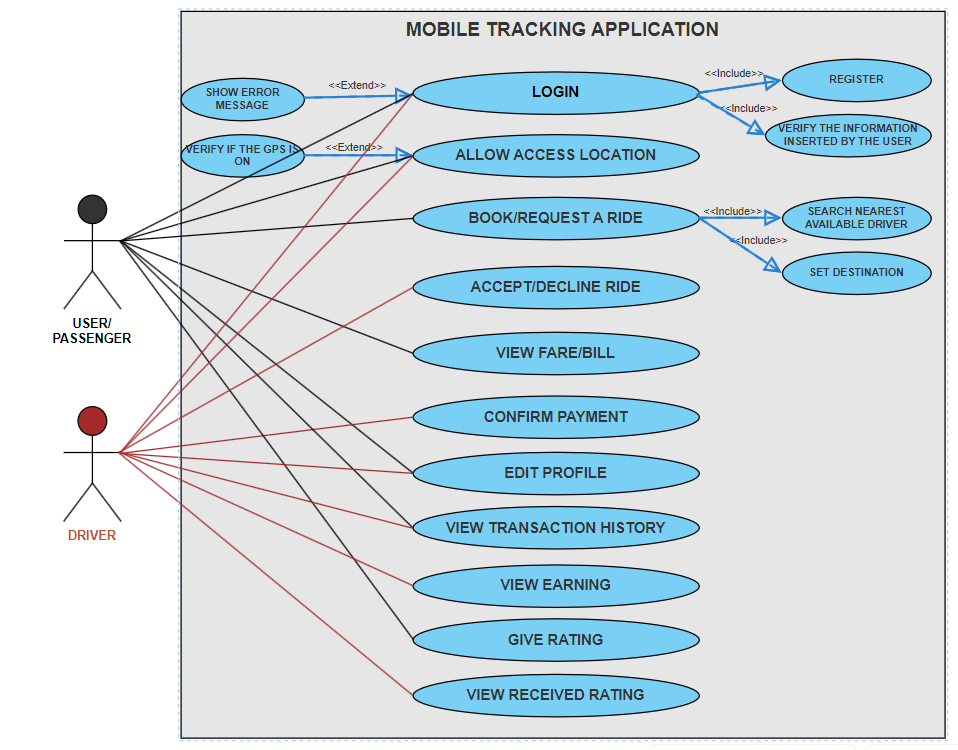 MOBILE TRACKING APPLICATION
SHOW ERROR
MESSAGE
<<Extend>>
LOGIN
<<Include>>
REGISTER
<<Include>>
VERIFY THE INFORMATION
INSERTED BY THE USER
VERIFY IF THE GPS IS
ON
<<Extend>>
ALLOW ACCESS LOCATION
BOOK/REQUEST A RIDE
<<Include>>
SEARCH NEAREST
AVAILABLE DRIVER
<<Include>>
SET DESTINATION
ACCEPT/DECLINE RIDE
USER/
PASSENGER
VIEW FARE/BILL
CONFIRM PAYMENT
EDIT PROFILE
VIEW TRANSACTION HISTORY
DRIVER
VIEW EARNING
GIVE RATING
VIEW RECEIVED RATING